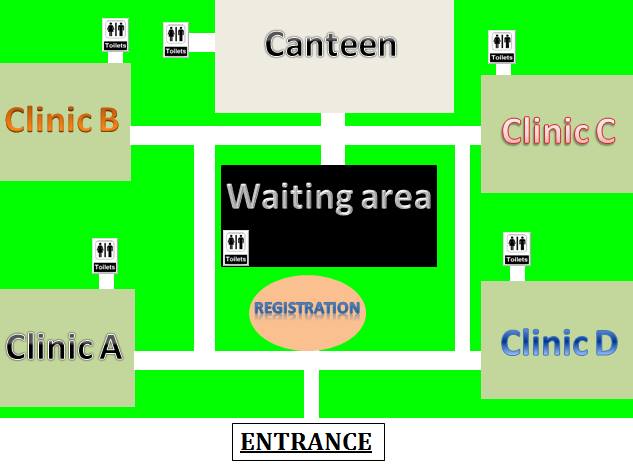 Toilets
Toilets
Canteen
Toilets
Clinic B
Clinic C
Waiting area
Toilets
Toilets
Toilets
REGISTRATION
Clinic A
Clinic D
ENTRANCE